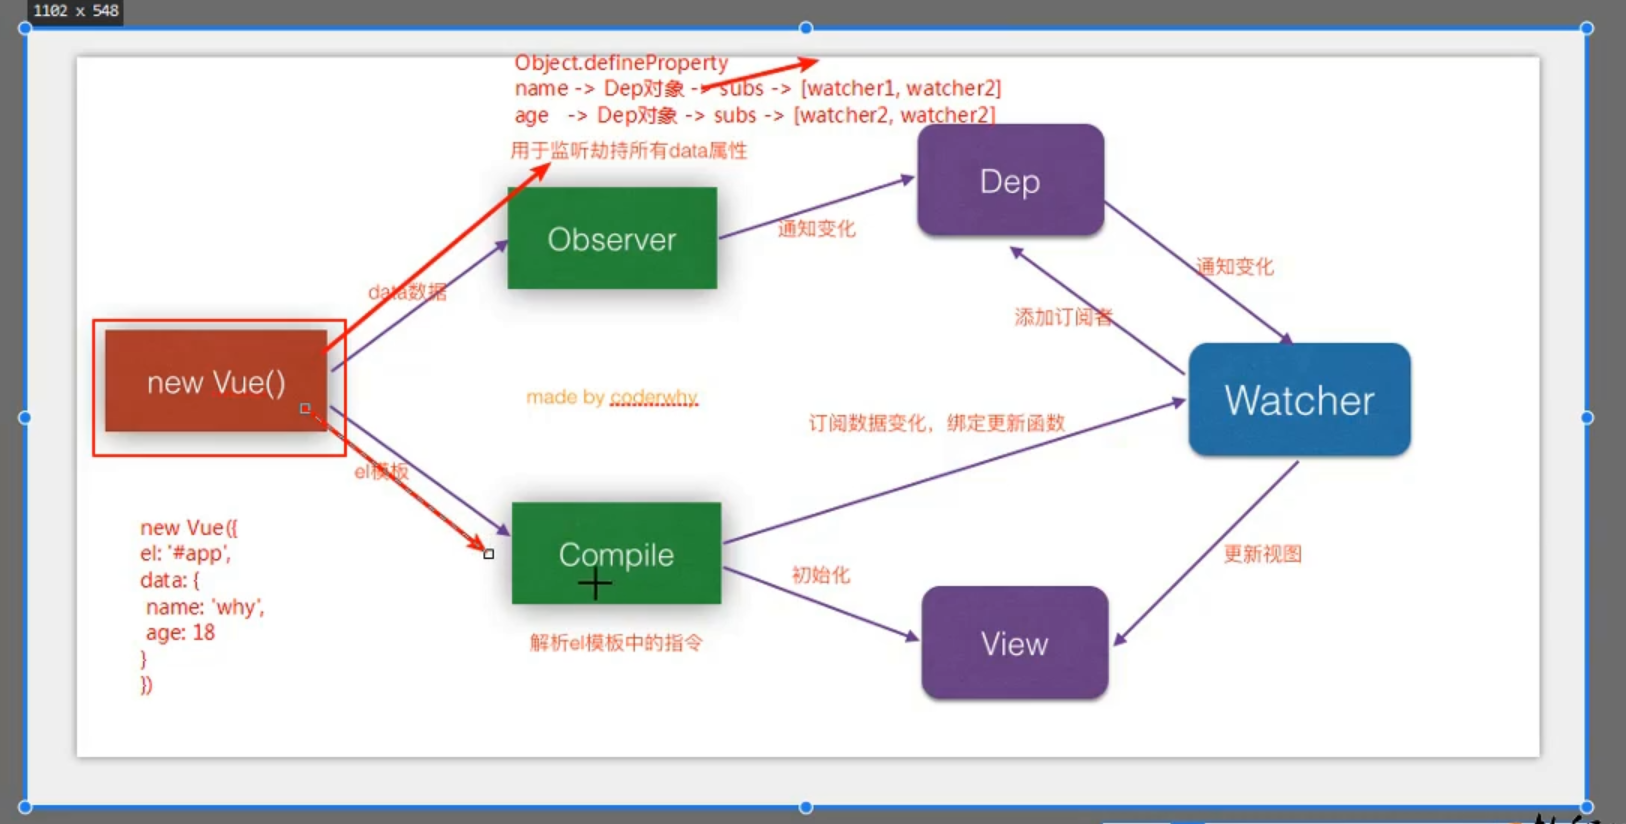 1102 x 548
Object.defineProperty
name -> Dep对象 -> subs -> [watcher1, watcher2]
age -> Dep对象 -> subs -> [watcher2, watcher2]
用于监听劫持所有data属性
Dep
Observer
通知变化
通知变化
data数据
添加订阅者
new Vue()
made by coderwhy
Watcher
订阅数据变化，绑定更新函数
el模板
new Vue({
el: '#app',
data: {
name: 'why',
age: 18
}
})
Compile
初始化
更新视图
解析el模板中的指令
View